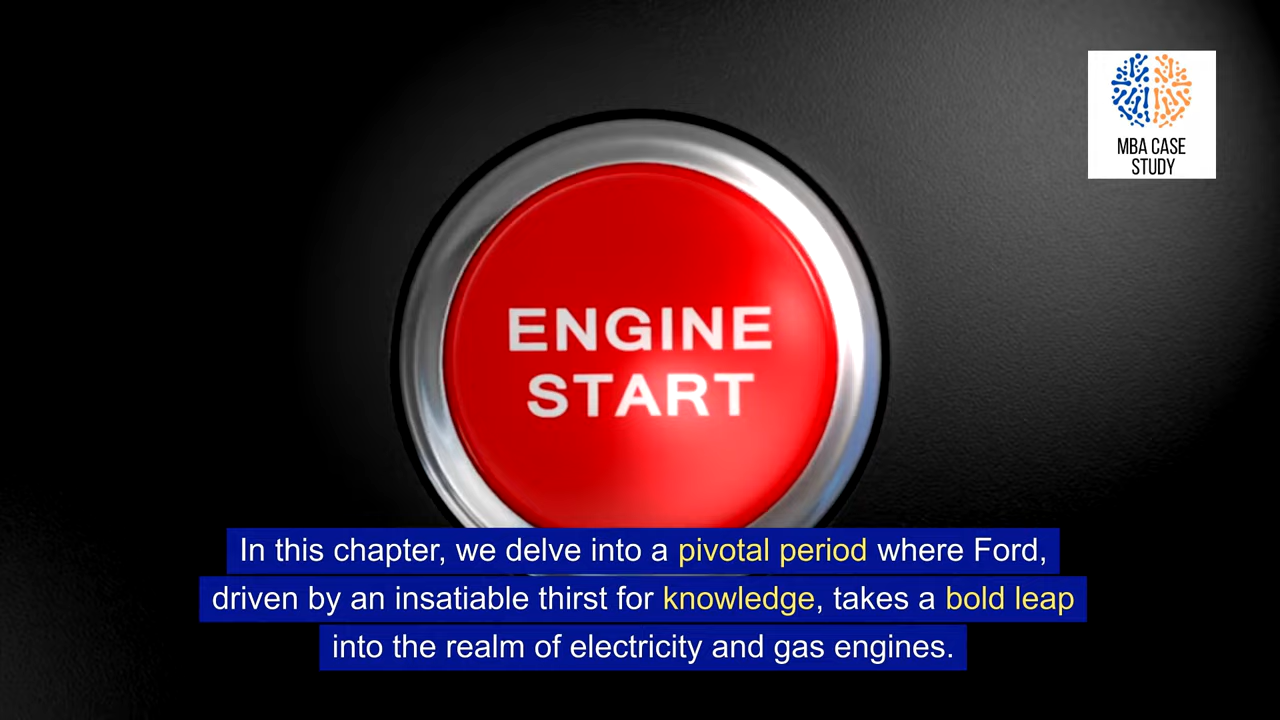 MBA CASE
STUDY
ENGINE
START
In this chapter, we delve into a pivotal period where Ford,
driven by an insatiable thirst for knowledge, takes a bold leap
into the realm of electricity and gas engines.